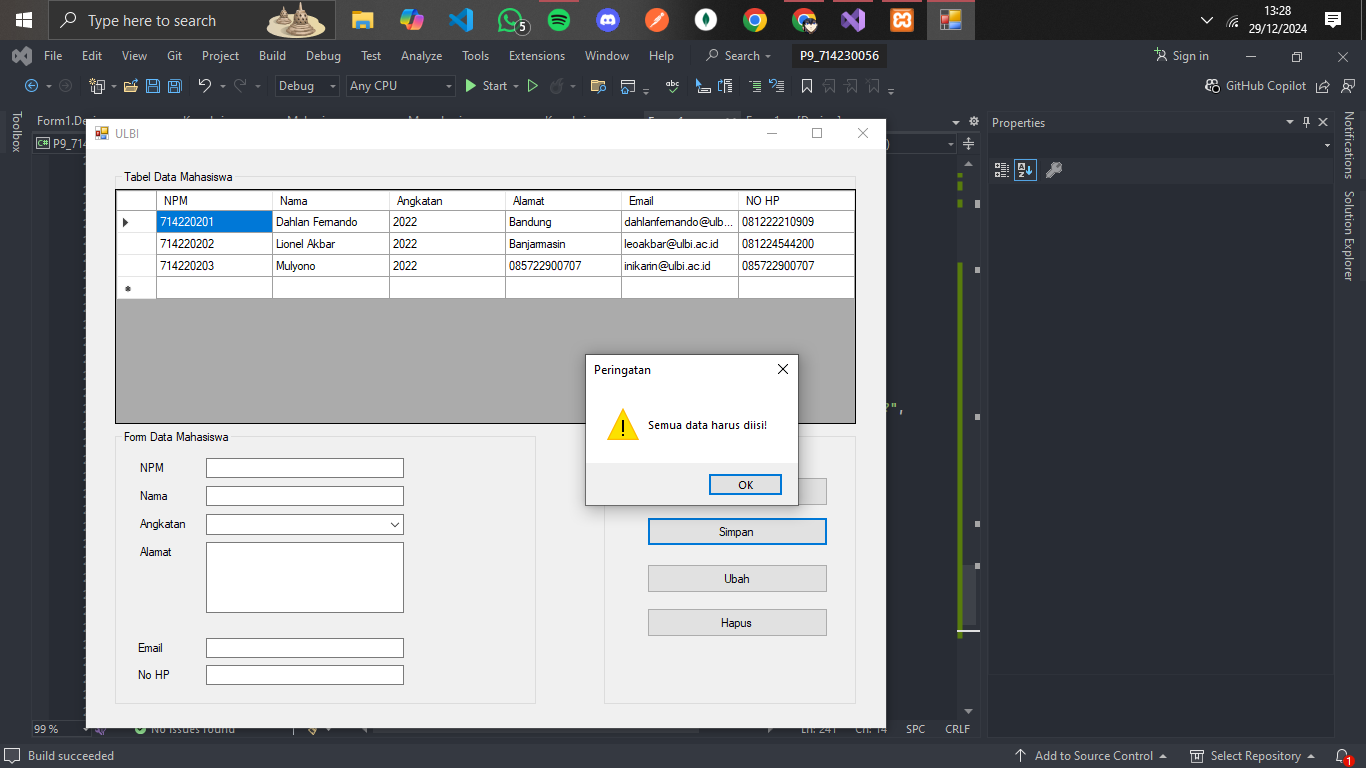 Type here to search
5
13:28
29/12/2024
File Edit View Git Project Build Debug Test Analyze Tools Extensions Window Help Search P9_714230056 Sign in
Debug Any CPU Start GitHub Copilot
Toolbox
Properties
Notifications
Solution Explorer
ULBI
Tabel Data Mahasiswa
NPM Nama Angkatan Alamat Email NO HP
714220201 Dahlan Fernando 2022 Bandung dahlanfernando@ulb... 081222210909
714220202 Lionel Akbar 2022 Banjarnasin leoakbar@ulbi.ac.id 081224544200
714220203 Mulyono 2022 085722900707 inikarin@ulbi.ac.id 085722900707
Peringatan
Semua data harus diisi!
OK
Form Data Mahasiswa
NPM
Nama
Angkatan
Alamat
Email
No HP
Simpan
Ubah
Hapus
99 % No issues found Ln: 241 Ch: 14 SPC CRLF
Build succeeded Add to Source Control Select Repository 1